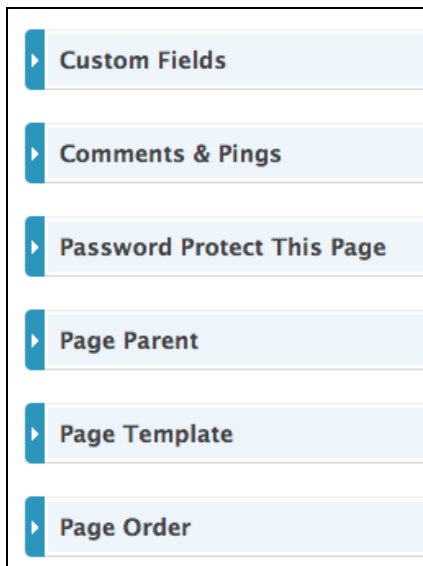 Custom Fields
Comments & Pings
Password Protect This Page
Page Parent
Page Template
Page Order